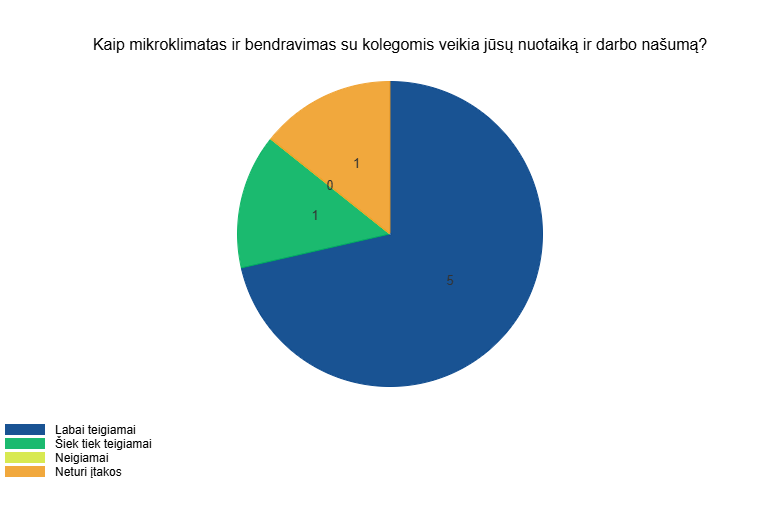 Kaip mikroklimatas ir bendravimas su kolegomis veikia jūsų nuotaiką ir darbo našumą?
1
0
1
5
Labai teigiamai
Šiek tiek teigiamai
Neigiamai
Neturi įtakos